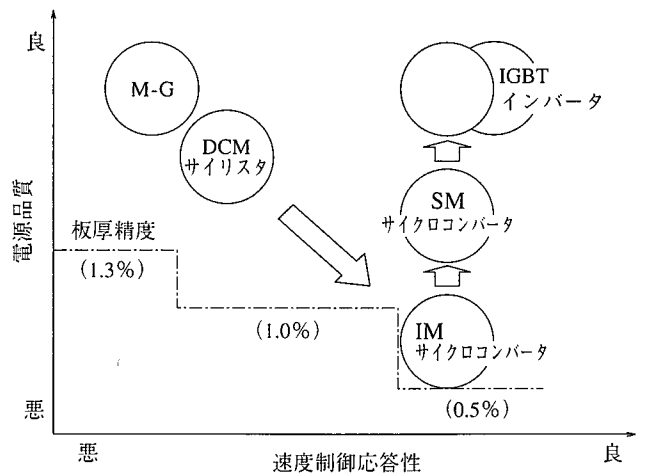 良
M-G
IGBT
インバータ
DCM
サイリスタ
SM
サイクロコンバータ
電源品質
板厚精度
(1.3%)
(1.0%)
IM
サイクロコンバータ
(0.5%)
悪
悪
速度制御応答性
良